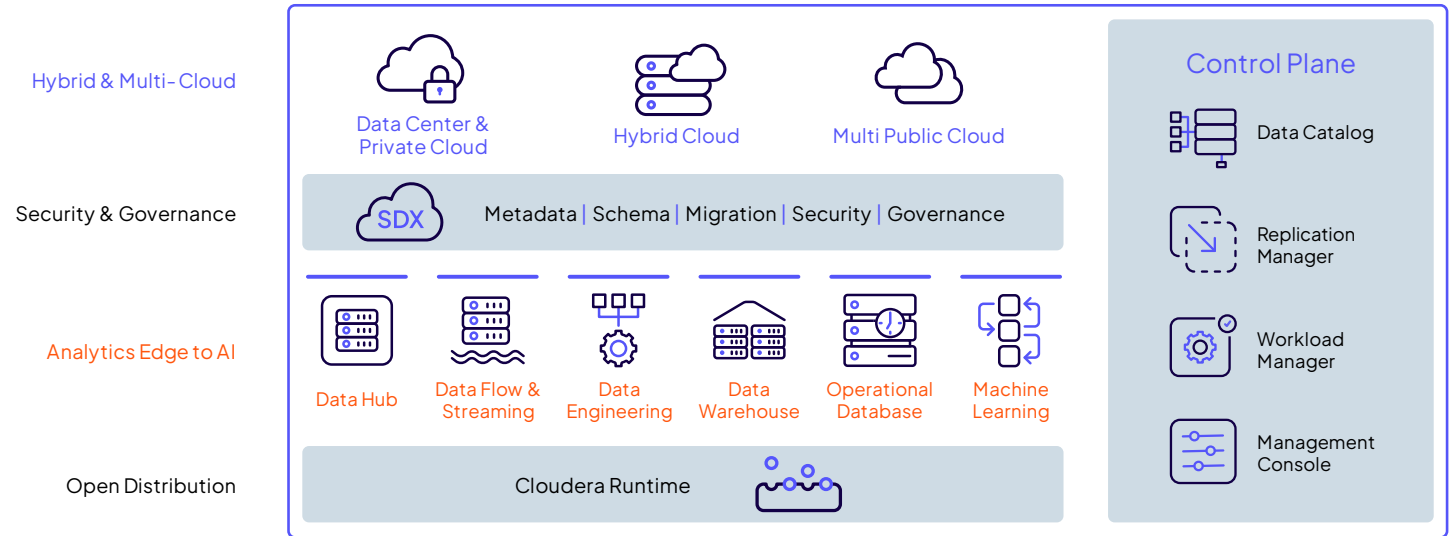 Hybrid & Multi-Cloud
Data Center &
Private Cloud
Hybrid Cloud
Multi Public Cloud
Security & Governance
SDX
Metadata | Schema | Migration | Security | Governance
Analytics Edge to AI
Data Hub
Data Flow &
Streaming
Data
Engineering
Data
Warehouse
Operational
Database
Machine
Learning
Open Distribution
Cloudera Runtime
Control Plane
Data Catalog
Replication
Manager
Workload
Manager
Management
Console